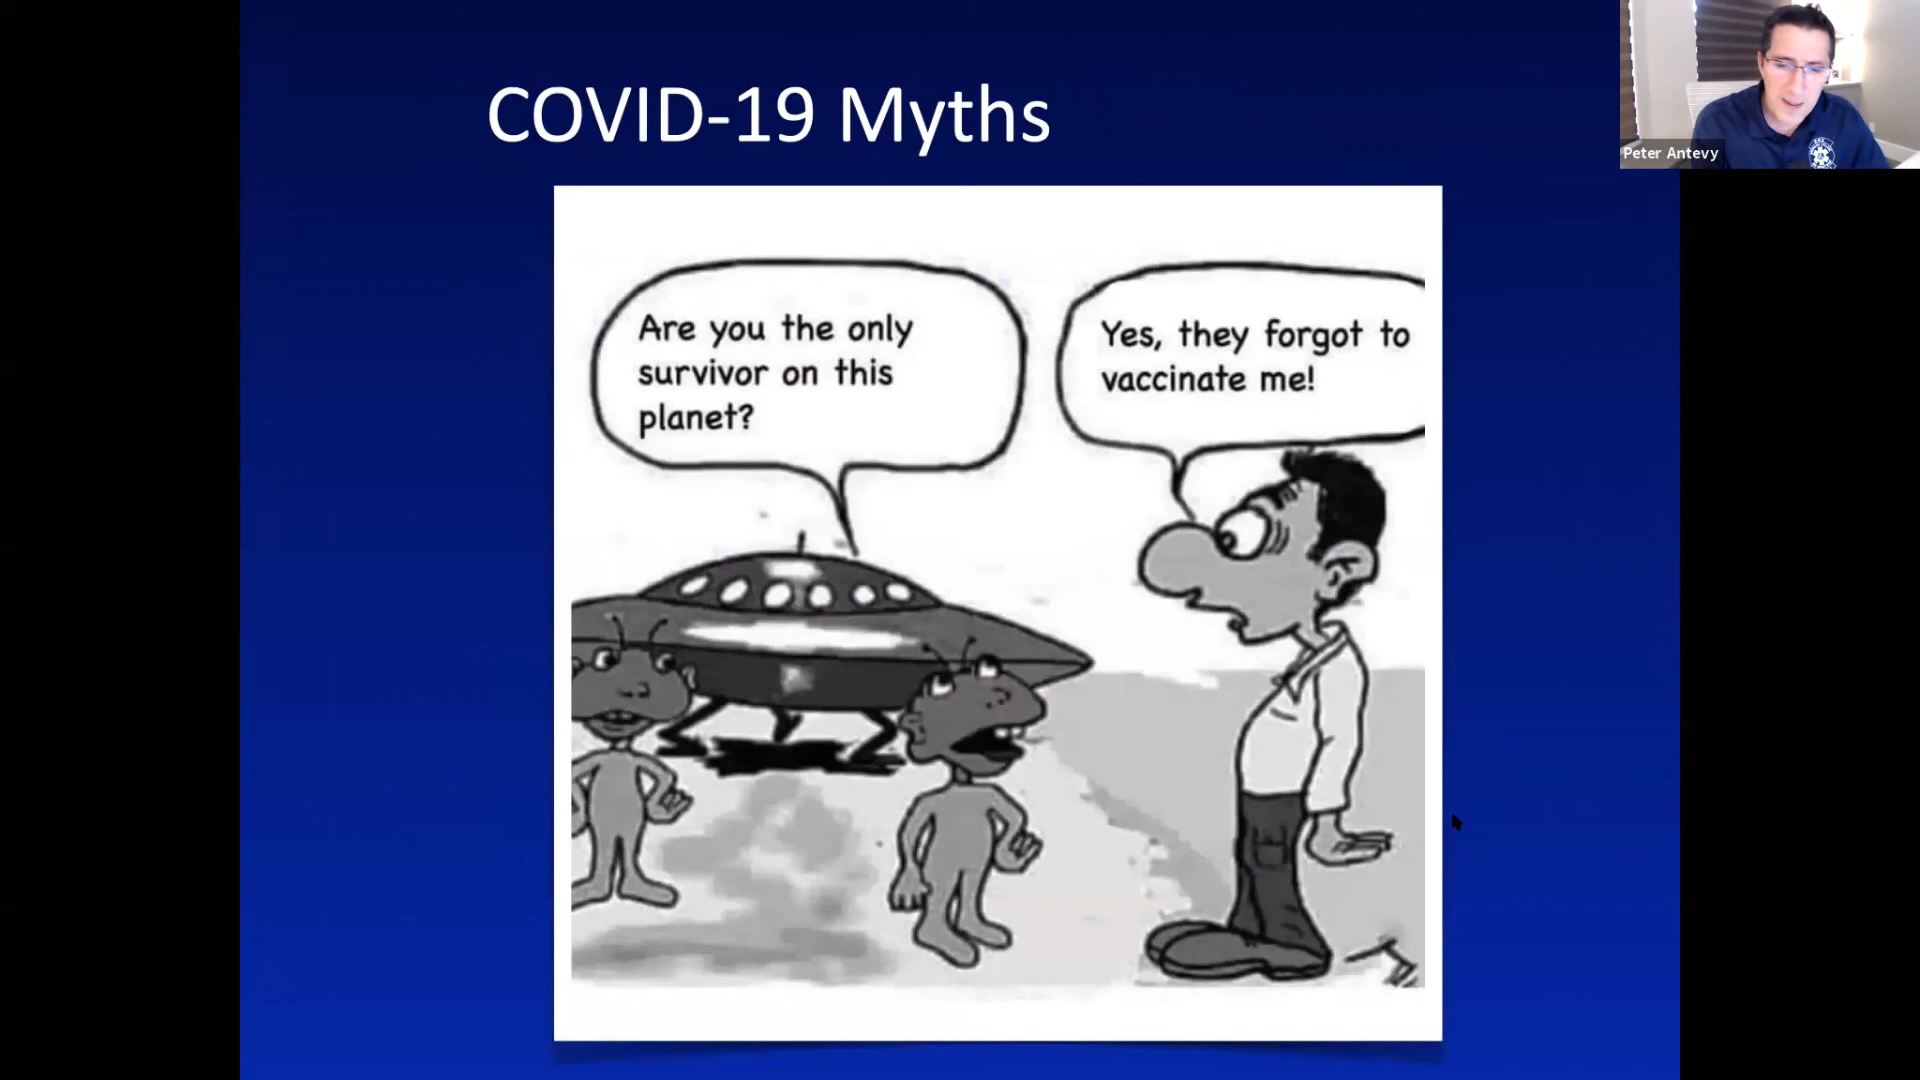 COVID-19 Myths
Peter Antevy
Are you the only
survivor on this
planet?
Yes, they forgot to
vaccinate me!